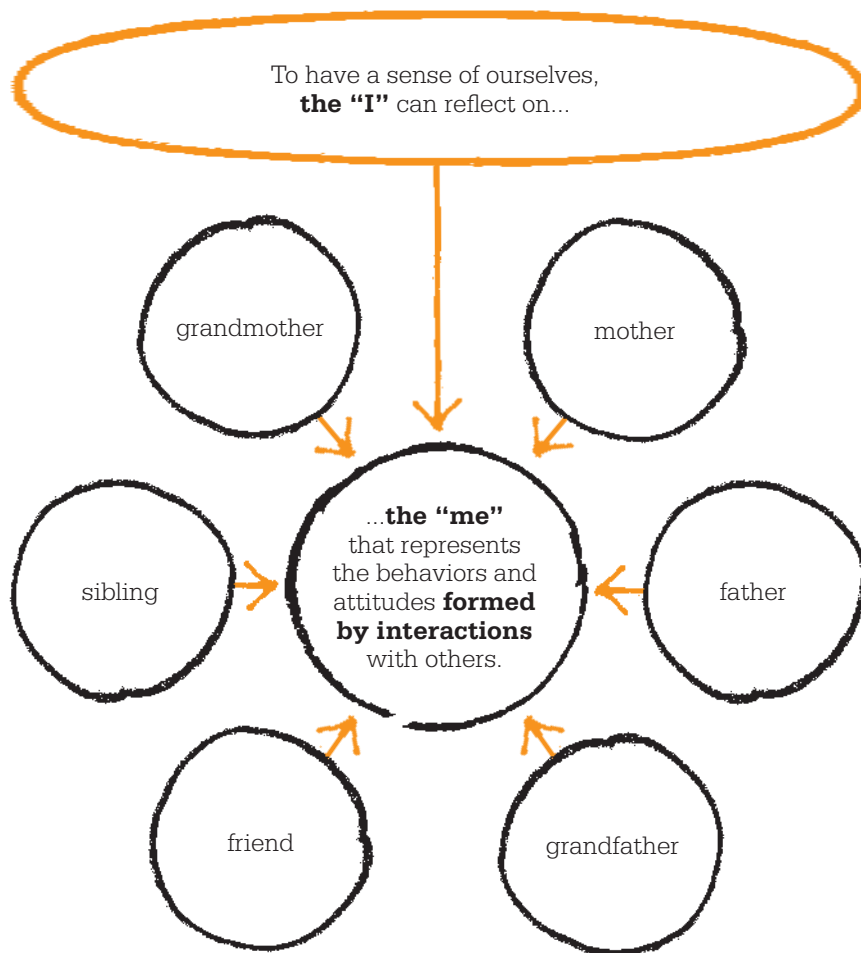 To have a sense of ourselves,
the “I” can reflect on...
grandmother
mother
...the “me”
that represents
the behaviors and
attitudes formed
by interactions
with others.
sibling
father
friend
grandfather